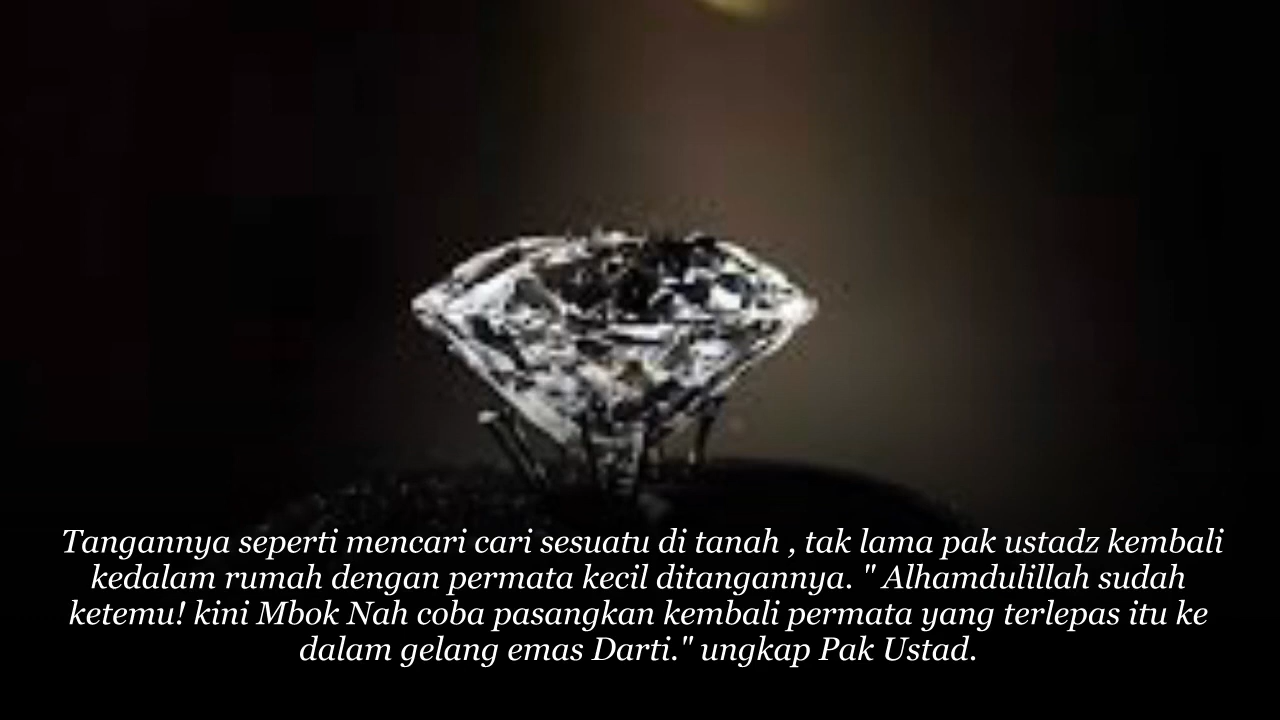 Tangannya seperti mencari cari sesuatu di tanah , tak lama pak ustadz kembali
kedalam rumah dengan permata kecil ditangannya. " Alhamdulillah sudah
ketemu! kini Mbok Nah coba pasangkan kembali permata yang terlepas itu ke
dalam gelang emas Darti." ungkap Pak Ustad.